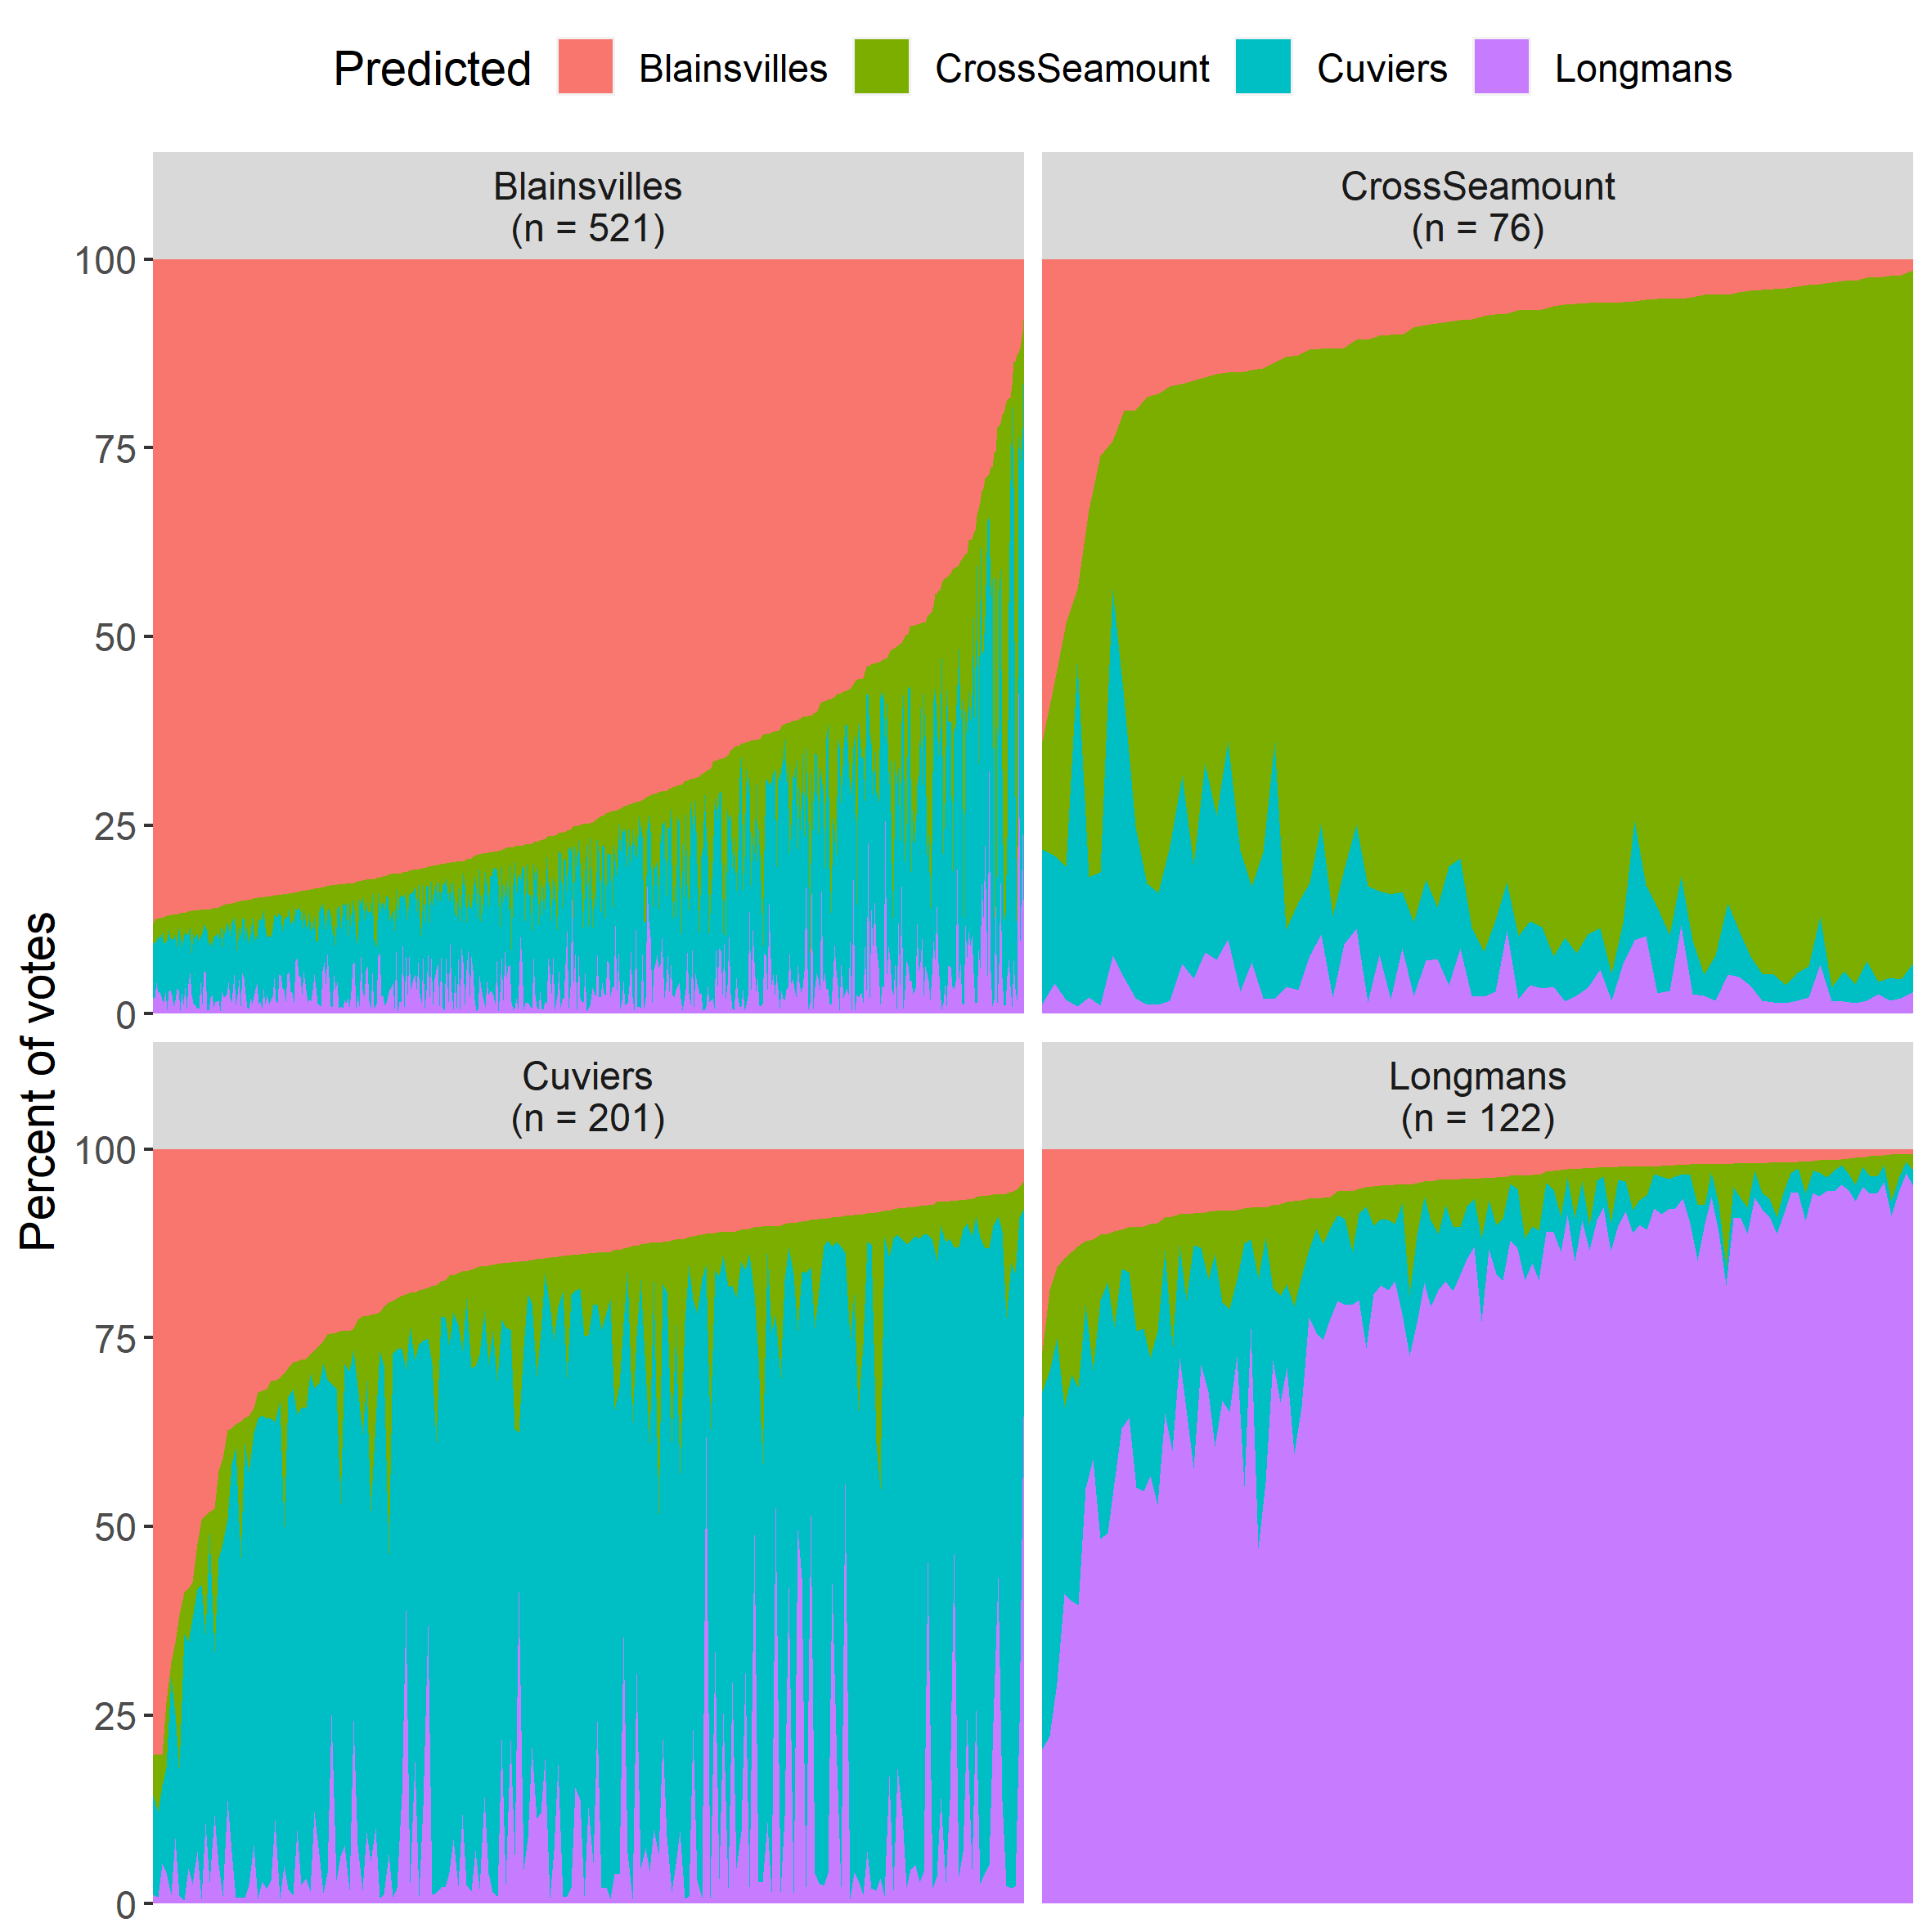 Predicted Blainsvilles CrossSeamount Cuviers Longmans
Blainsvilles
(n = 521)
CrossSeamount
(n = 76)
100
75
50
25
0
Percent of votes
Cuviers
(n = 201)
Longmans
(n = 122)
100
75
50
25
0